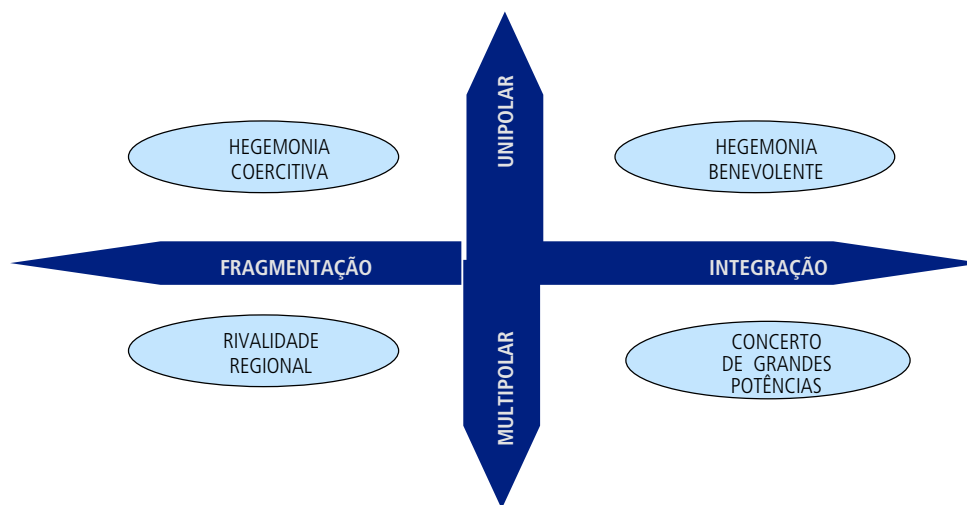 UNIPOLAR
HEGEMONIA
COERCITIVA
HEGEMONIA
BENEVOLENTE
FRAGMENTAÇÃO
INTEGRAÇÃO
RIVALIDADE
REGIONAL
CONCERTO
DE GRANDES
POTÊNCIAS
MULTIPOLAR